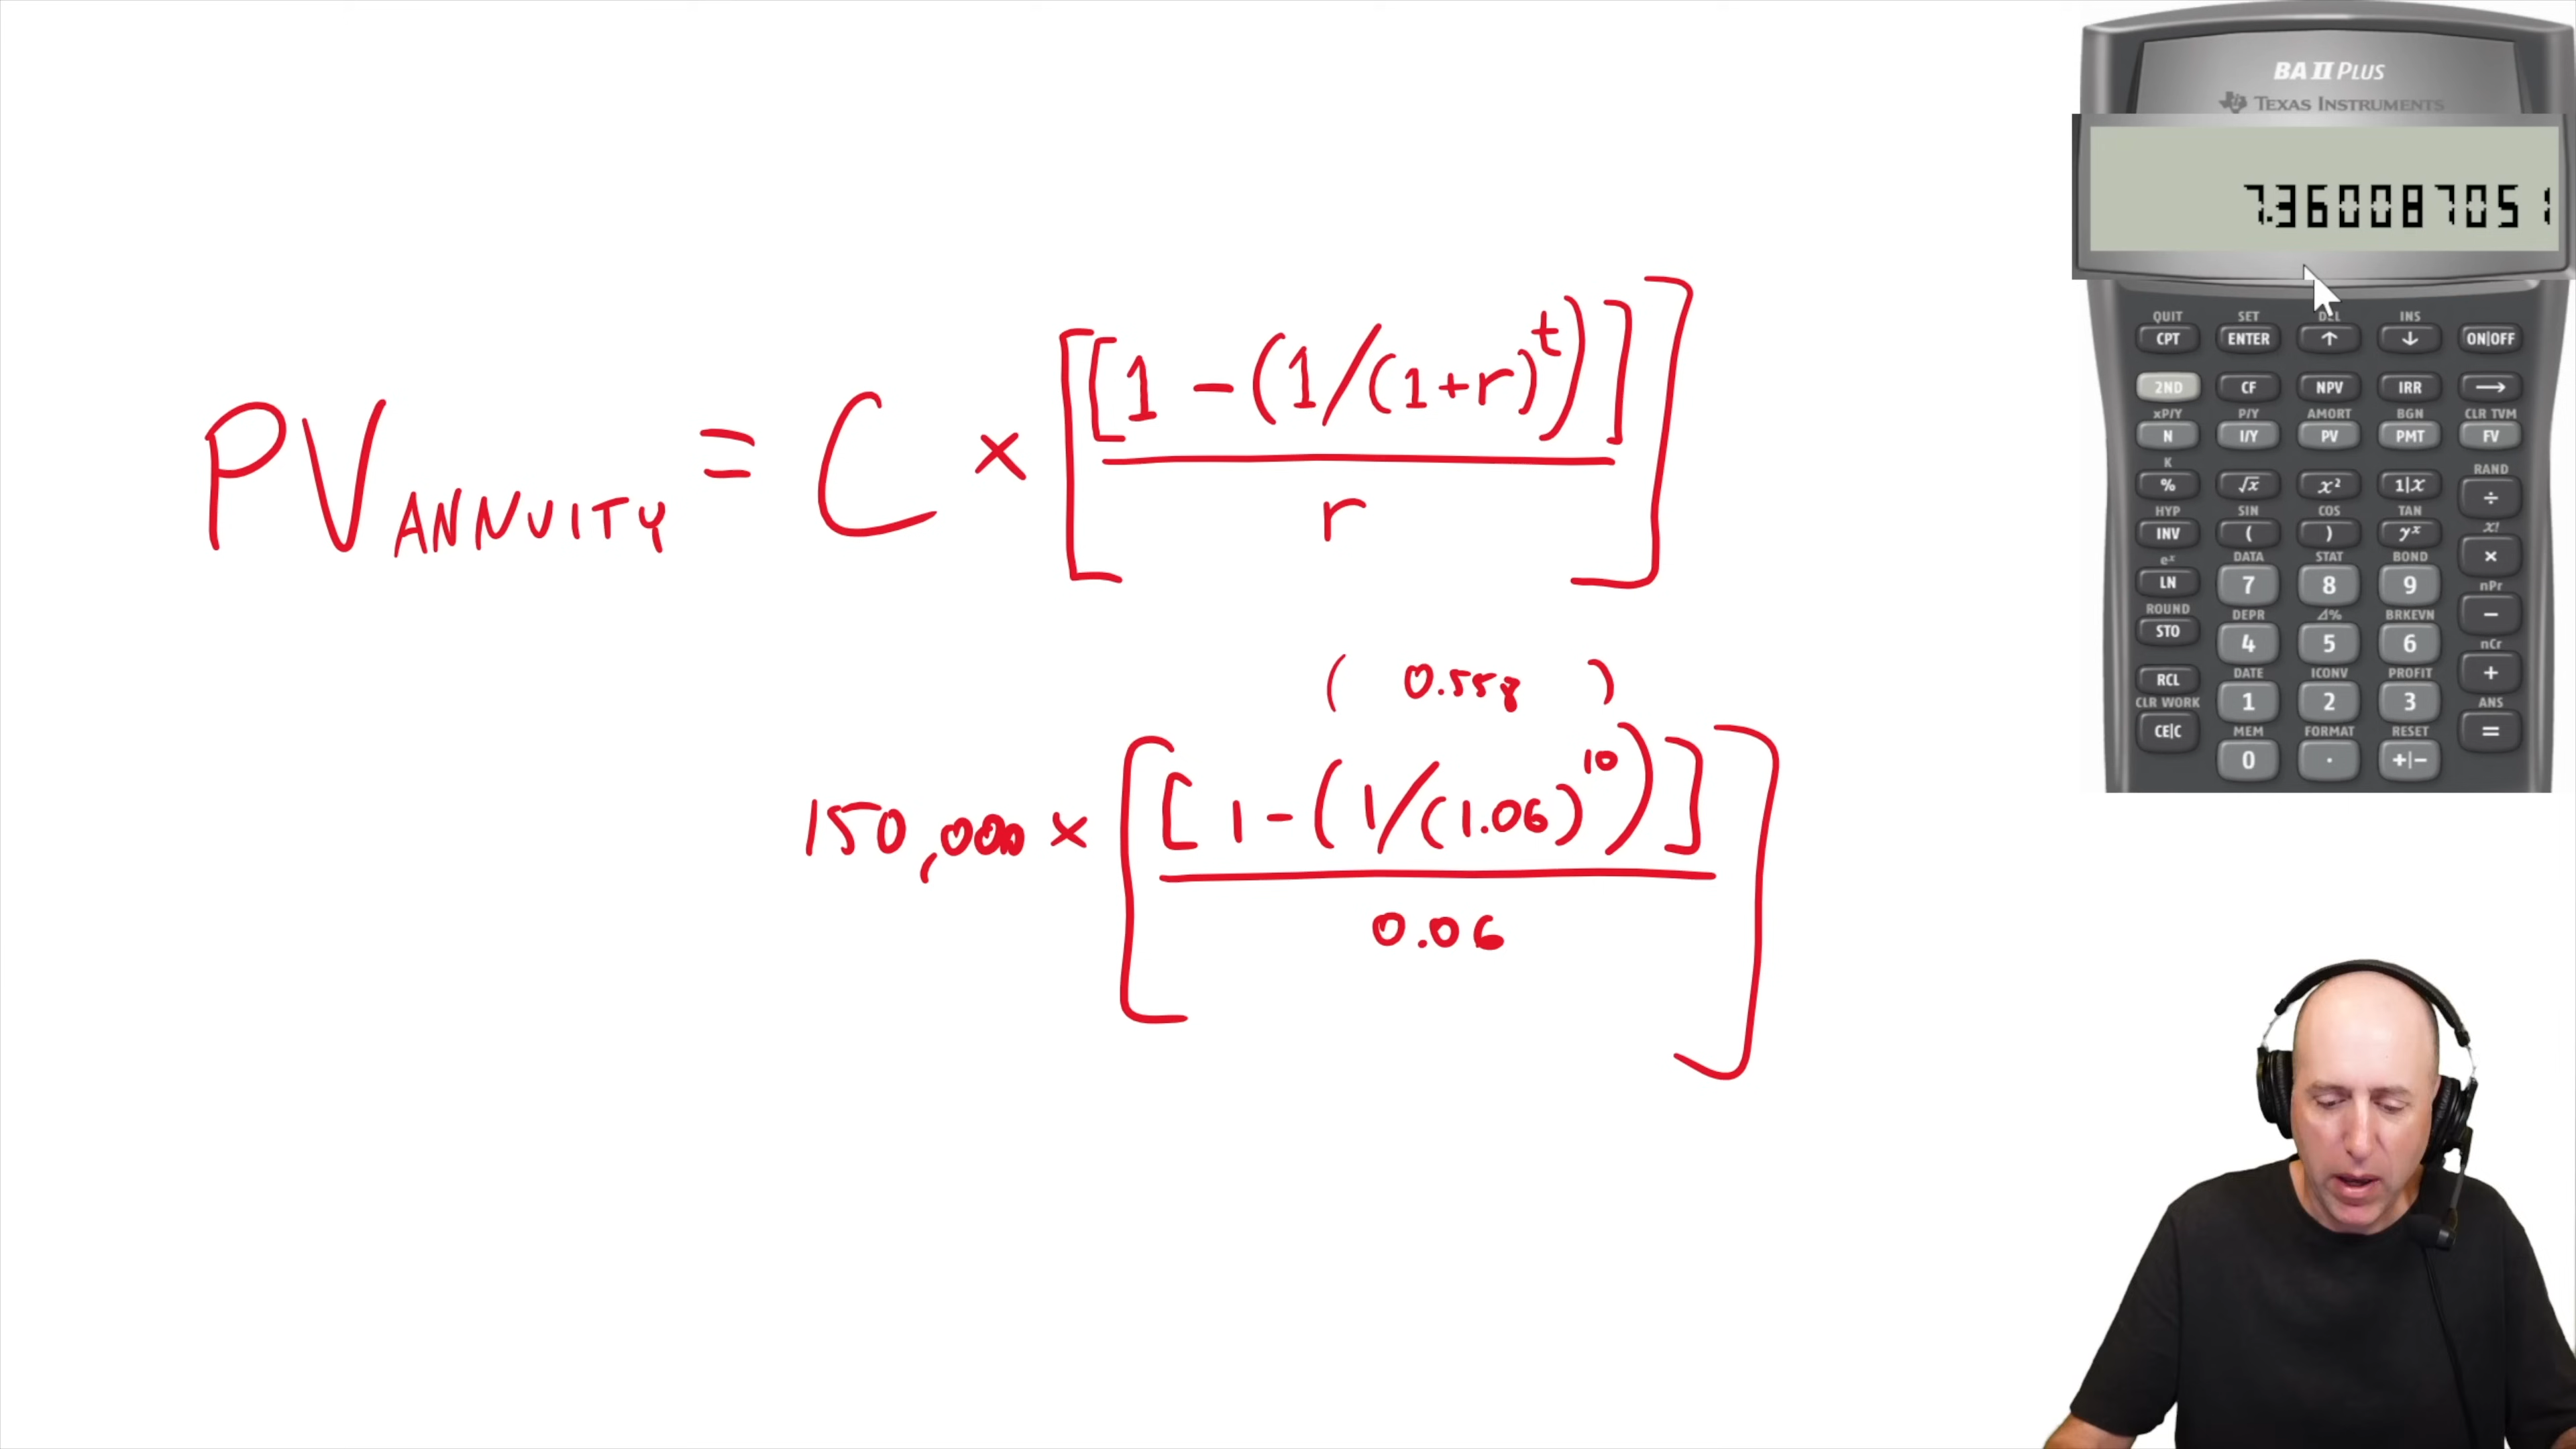 PV ANNUITY = C × [[1 - (1/(1+r)^t)] / r]
( 0.558 )
150,000 × [[1 - (1/(1.06)^10)] / 0.06]
BA II PLUS
TEXAS INSTRUMENTS
7.360087051
QUIT SET DEL INS
CPT ENTER ↑ ↓ ON|OFF
2ND CF NPV IRR →
xP/Y P/Y AMORT BGN CLR TVM
N I/Y PV PMT FV
K RAND
% √x x² 1|x ÷
HYP SIN COS TAN x!
INV ( ) yˣ ×
eˣ DATA STAT BOND nPr
LN 7 8 9 −
ROUND DEPR Δ% BRKEVN nCr
STO 4 5 6 +
DATE ICONV PROFIT
RCL 1 2 3
CLR WORK MEM FORMAT RESET ANS
CE|C 0 . +|− =